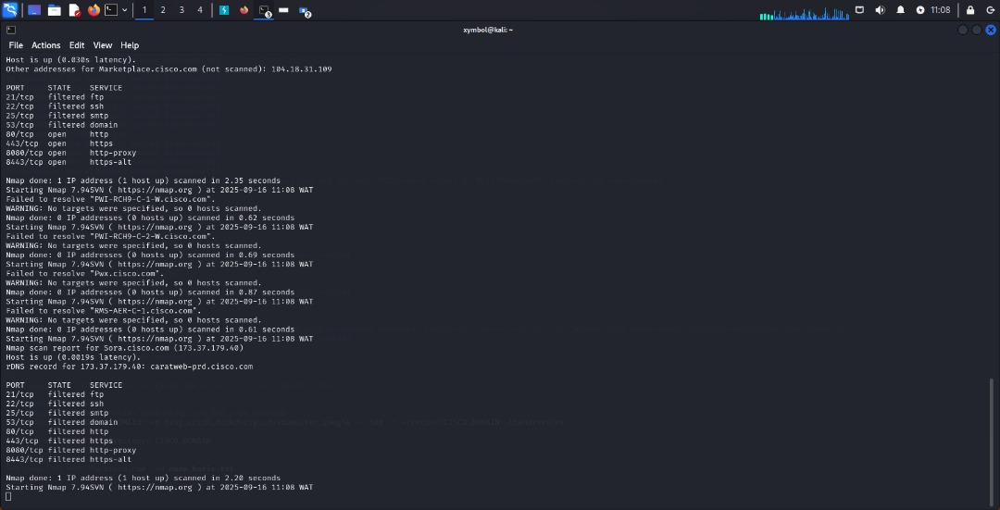 1 2 3 4 5 2 11:08
xymbol@kali: ~
File Actions Edit View Help
Host is up (0.030s latency).
Other addresses for Marketplace.cisco.com (not scanned): 104.18.31.109
PORT STATE SERVICE
21/tcp filtered ftp
22/tcp filtered ssh
25/tcp filtered smtp
53/tcp filtered domain
80/tcp open http
443/tcp open https
8080/tcp open http-proxy
8443/tcp open https-alt
Nmap done: 1 IP address (1 host up) scanned in 2.35 seconds
Starting Nmap 7.94SVN ( https://nmap.org ) at 2025-09-16 11:08 WAT
Failed to resolve "PWI-RCH9-C-1-W.cisco.com".
WARNING: No targets were specified, so 0 hosts scanned.
Nmap done: 0 IP addresses (0 hosts up) scanned in 0.62 seconds
Starting Nmap 7.94SVN ( https://nmap.org ) at 2025-09-16 11:08 WAT
Failed to resolve "PWI-RCH9-C-2-W.cisco.com".
WARNING: No targets were specified, so 0 hosts scanned.
Nmap done: 0 IP addresses (0 hosts up) scanned in 0.69 seconds
Starting Nmap 7.94SVN ( https://nmap.org ) at 2025-09-16 11:08 WAT
Failed to resolve "Pwx.cisco.com".
WARNING: No targets were specified, so 0 hosts scanned.
Nmap done: 0 IP addresses (0 hosts up) scanned in 0.87 seconds
Starting Nmap 7.94SVN ( https://nmap.org ) at 2025-09-16 11:08 WAT
Failed to resolve "RMS-AER-C-1.cisco.com".
WARNING: No targets were specified, so 0 hosts scanned.
Nmap done: 0 IP addresses (0 hosts up) scanned in 0.61 seconds
Starting Nmap 7.94SVN ( https://nmap.org ) at 2025-09-16 11:08 WAT
Nmap scan report for Sora.cisco.com (173.37.179.40)
Host is up (0.0019s latency).
rDNS record for 173.37.179.40: caratweb-prd.cisco.com
PORT STATE SERVICE
21/tcp filtered ftp
22/tcp filtered ssh
25/tcp filtered smtp
53/tcp filtered domain
80/tcp filtered http
443/tcp filtered https
8080/tcp filtered http-proxy
8443/tcp filtered https-alt
Nmap done: 1 IP address (1 host up) scanned in 2.20 seconds
Starting Nmap 7.94SVN ( https://nmap.org ) at 2025-09-16 11:08 WAT